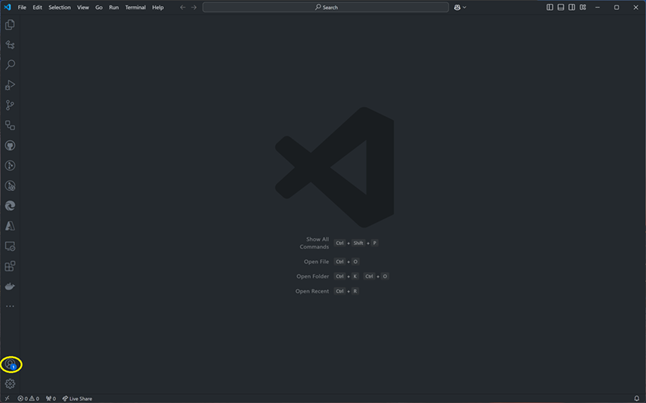 File Edit Selection View Go Run Terminal Help
Search
Show All
Commands
Ctrl + Shift + P
Open File Ctrl + O
Open Folder Ctrl + K Ctrl + O
Open Recent Ctrl + R
0 0 0 Live Share